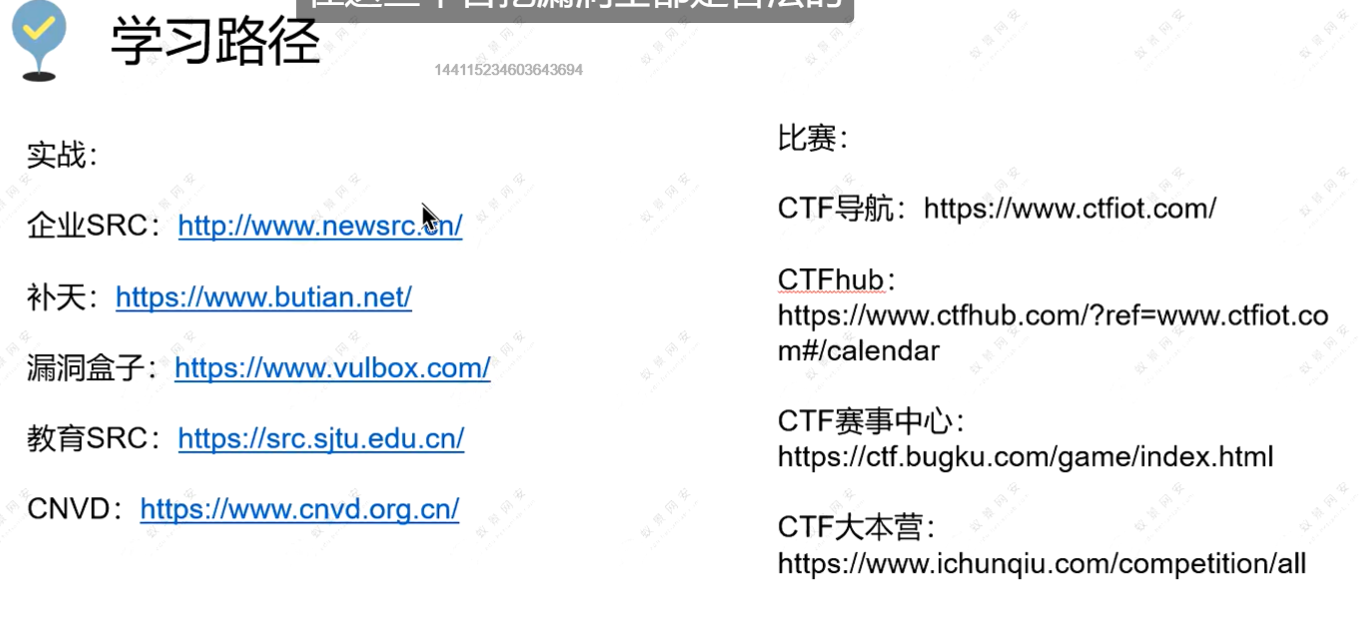 学习路径
144115234603643694
实战：
企业SRC：http://www.newsrc.cn/
补天：https://www.butian.net/
漏洞盒子：https://www.vulbox.com/
教育SRC：https://src.sjtu.edu.cn/
CNVD：https://www.cnvd.org.cn/
比赛：
CTF导航：https://www.ctfiot.com/
CTFhub：
https://www.ctfhub.com/?ref=www.ctfiot.co
m#/calendar
CTF赛事中心：
https://ctf.bugku.com/game/index.html
CTF大本营：
https://www.ichunqiu.com/competition/all